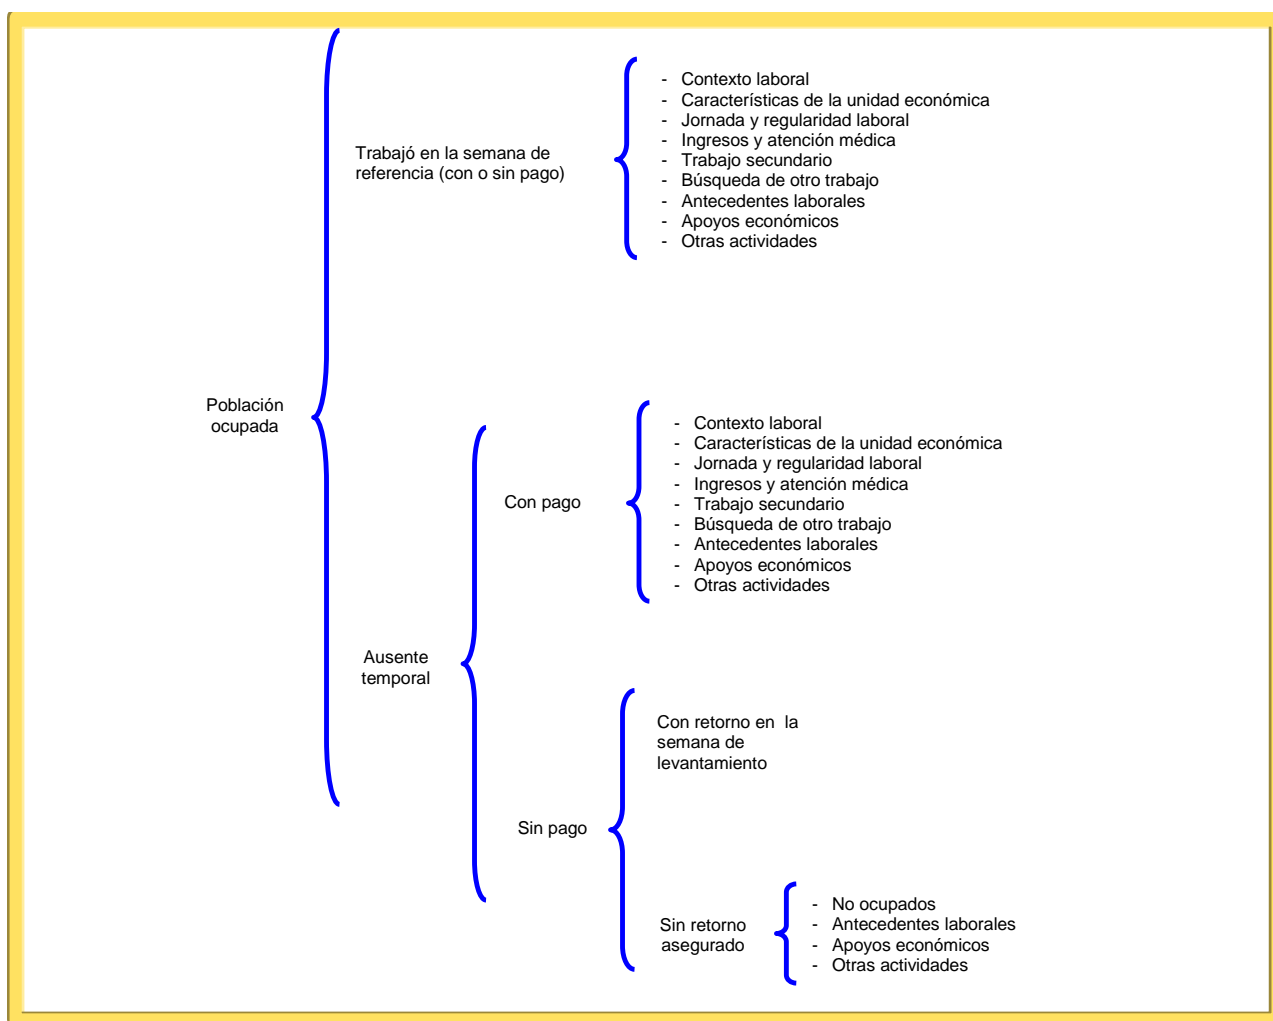 Población
ocupada
Trabajó en la semana de
referencia (con o sin pago)
- Contexto laboral
- Características de la unidad económica
- Jornada y regularidad laboral
- Ingresos y atención médica
- Trabajo secundario
- Búsqueda de otro trabajo
- Antecedentes laborales
- Apoyos económicos
- Otras actividades
Ausente
temporal
Con pago
- Contexto laboral
- Características de la unidad económica
- Jornada y regularidad laboral
- Ingresos y atención médica
- Trabajo secundario
- Búsqueda de otro trabajo
- Antecedentes laborales
- Apoyos económicos
- Otras actividades
Sin pago
Con retorno en la
semana de
levantamiento
Sin retorno
asegurado
- No ocupados
- Antecedentes laborales
- Apoyos económicos
- Otras actividades